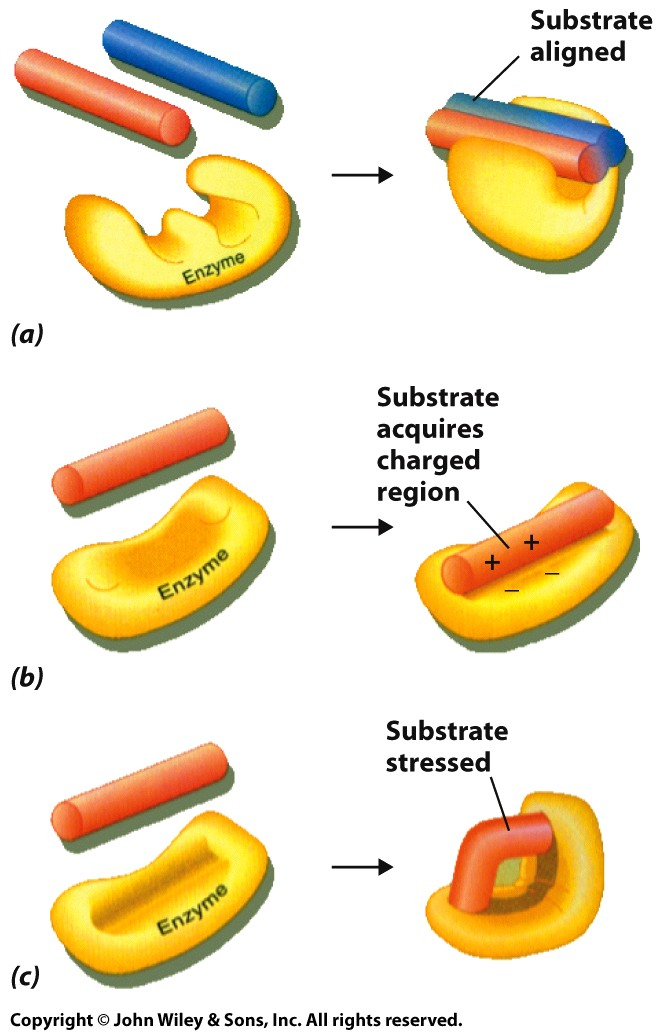 Substrate
aligned
Enzyme
(a)
Substrate
acquires
charged
region
Enzyme
+ +
– –
(b)
Substrate
stressed
Enzyme
(c)
Copyright © John Wiley & Sons, Inc. All rights reserved.